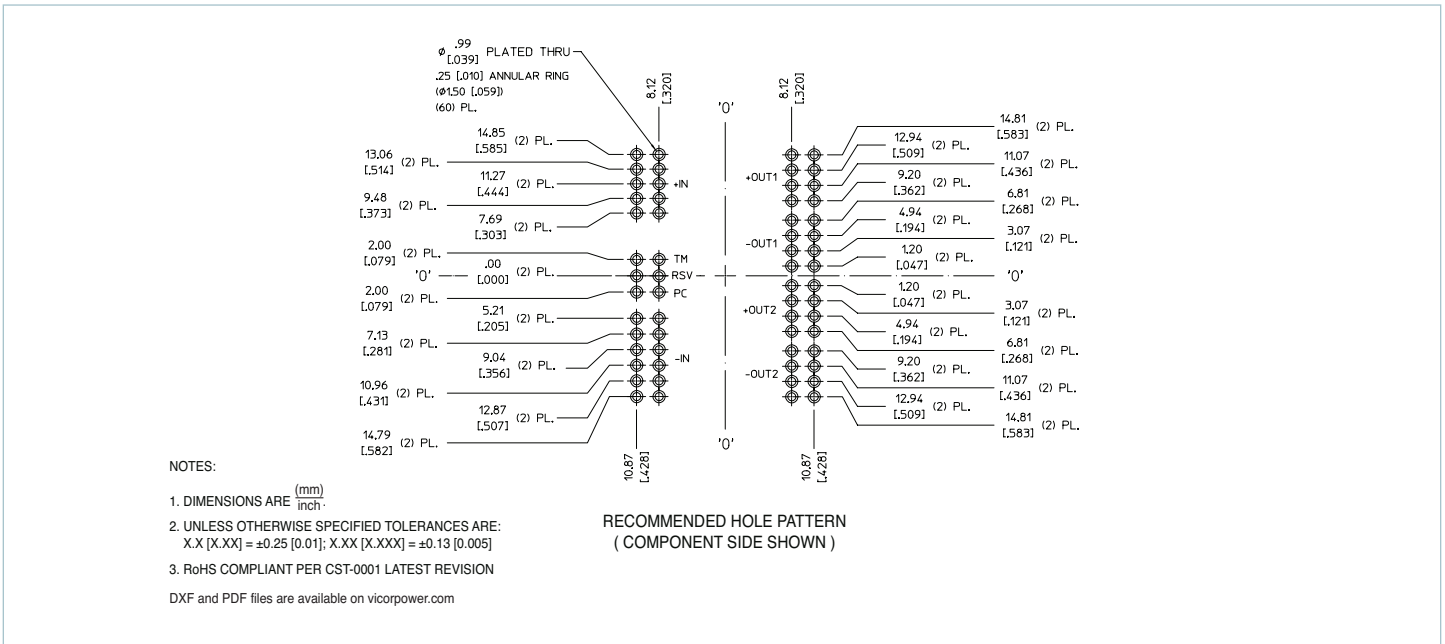 ø .99 [.039] PLATED THRU
.25 [.010] ANNULAR RING
(ø1.50 [.059])
(60) PL.
8.12 [.320]
'0'
8.12 [.320]
14.85 [.585] (2) PL.
13.06 [.514] (2) PL.
11.27 [.444] (2) PL.
9.48 [.373] (2) PL.
7.69 [.303] (2) PL.
2.00 [.079] (2) PL.
'0'
.00 [.000] (2) PL.
2.00 [.079] (2) PL.
5.21 [.205] (2) PL.
7.13 [.281] (2) PL.
9.04 [.356] (2) PL.
10.96 [.431] (2) PL.
12.87 [.507] (2) PL.
14.79 [.582] (2) PL.
+IN
TM
RSV
PC
-IN
10.87 [.428]
'0'
10.87 [.428]
+OUT1
-OUT1
+OUT2
-OUT2
14.81 [.583] (2) PL.
12.94 [.509] (2) PL.
11.07 [.436] (2) PL.
9.20 [.362] (2) PL.
6.81 [.268] (2) PL.
4.94 [.194] (2) PL.
3.07 [.121] (2) PL.
1.20 [.047] (2) PL.
'0'
1.20 [.047] (2) PL.
3.07 [.121] (2) PL.
4.94 [.194] (2) PL.
6.81 [.268] (2) PL.
9.20 [.362] (2) PL.
11.07 [.436] (2) PL.
12.94 [.509] (2) PL.
14.81 [.583] (2) PL.
NOTES:
1. DIMENSIONS ARE (mm) inch.
2. UNLESS OTHERWISE SPECIFIED TOLERANCES ARE:
X.X [X.XX] = ±0.25 [0.01]; X.XX [X.XXX] = ±0.13 [0.005]
3. RoHS COMPLIANT PER CST-0001 LATEST REVISION
DXF and PDF files are available on vicorpower.com
RECOMMENDED HOLE PATTERN
( COMPONENT SIDE SHOWN )